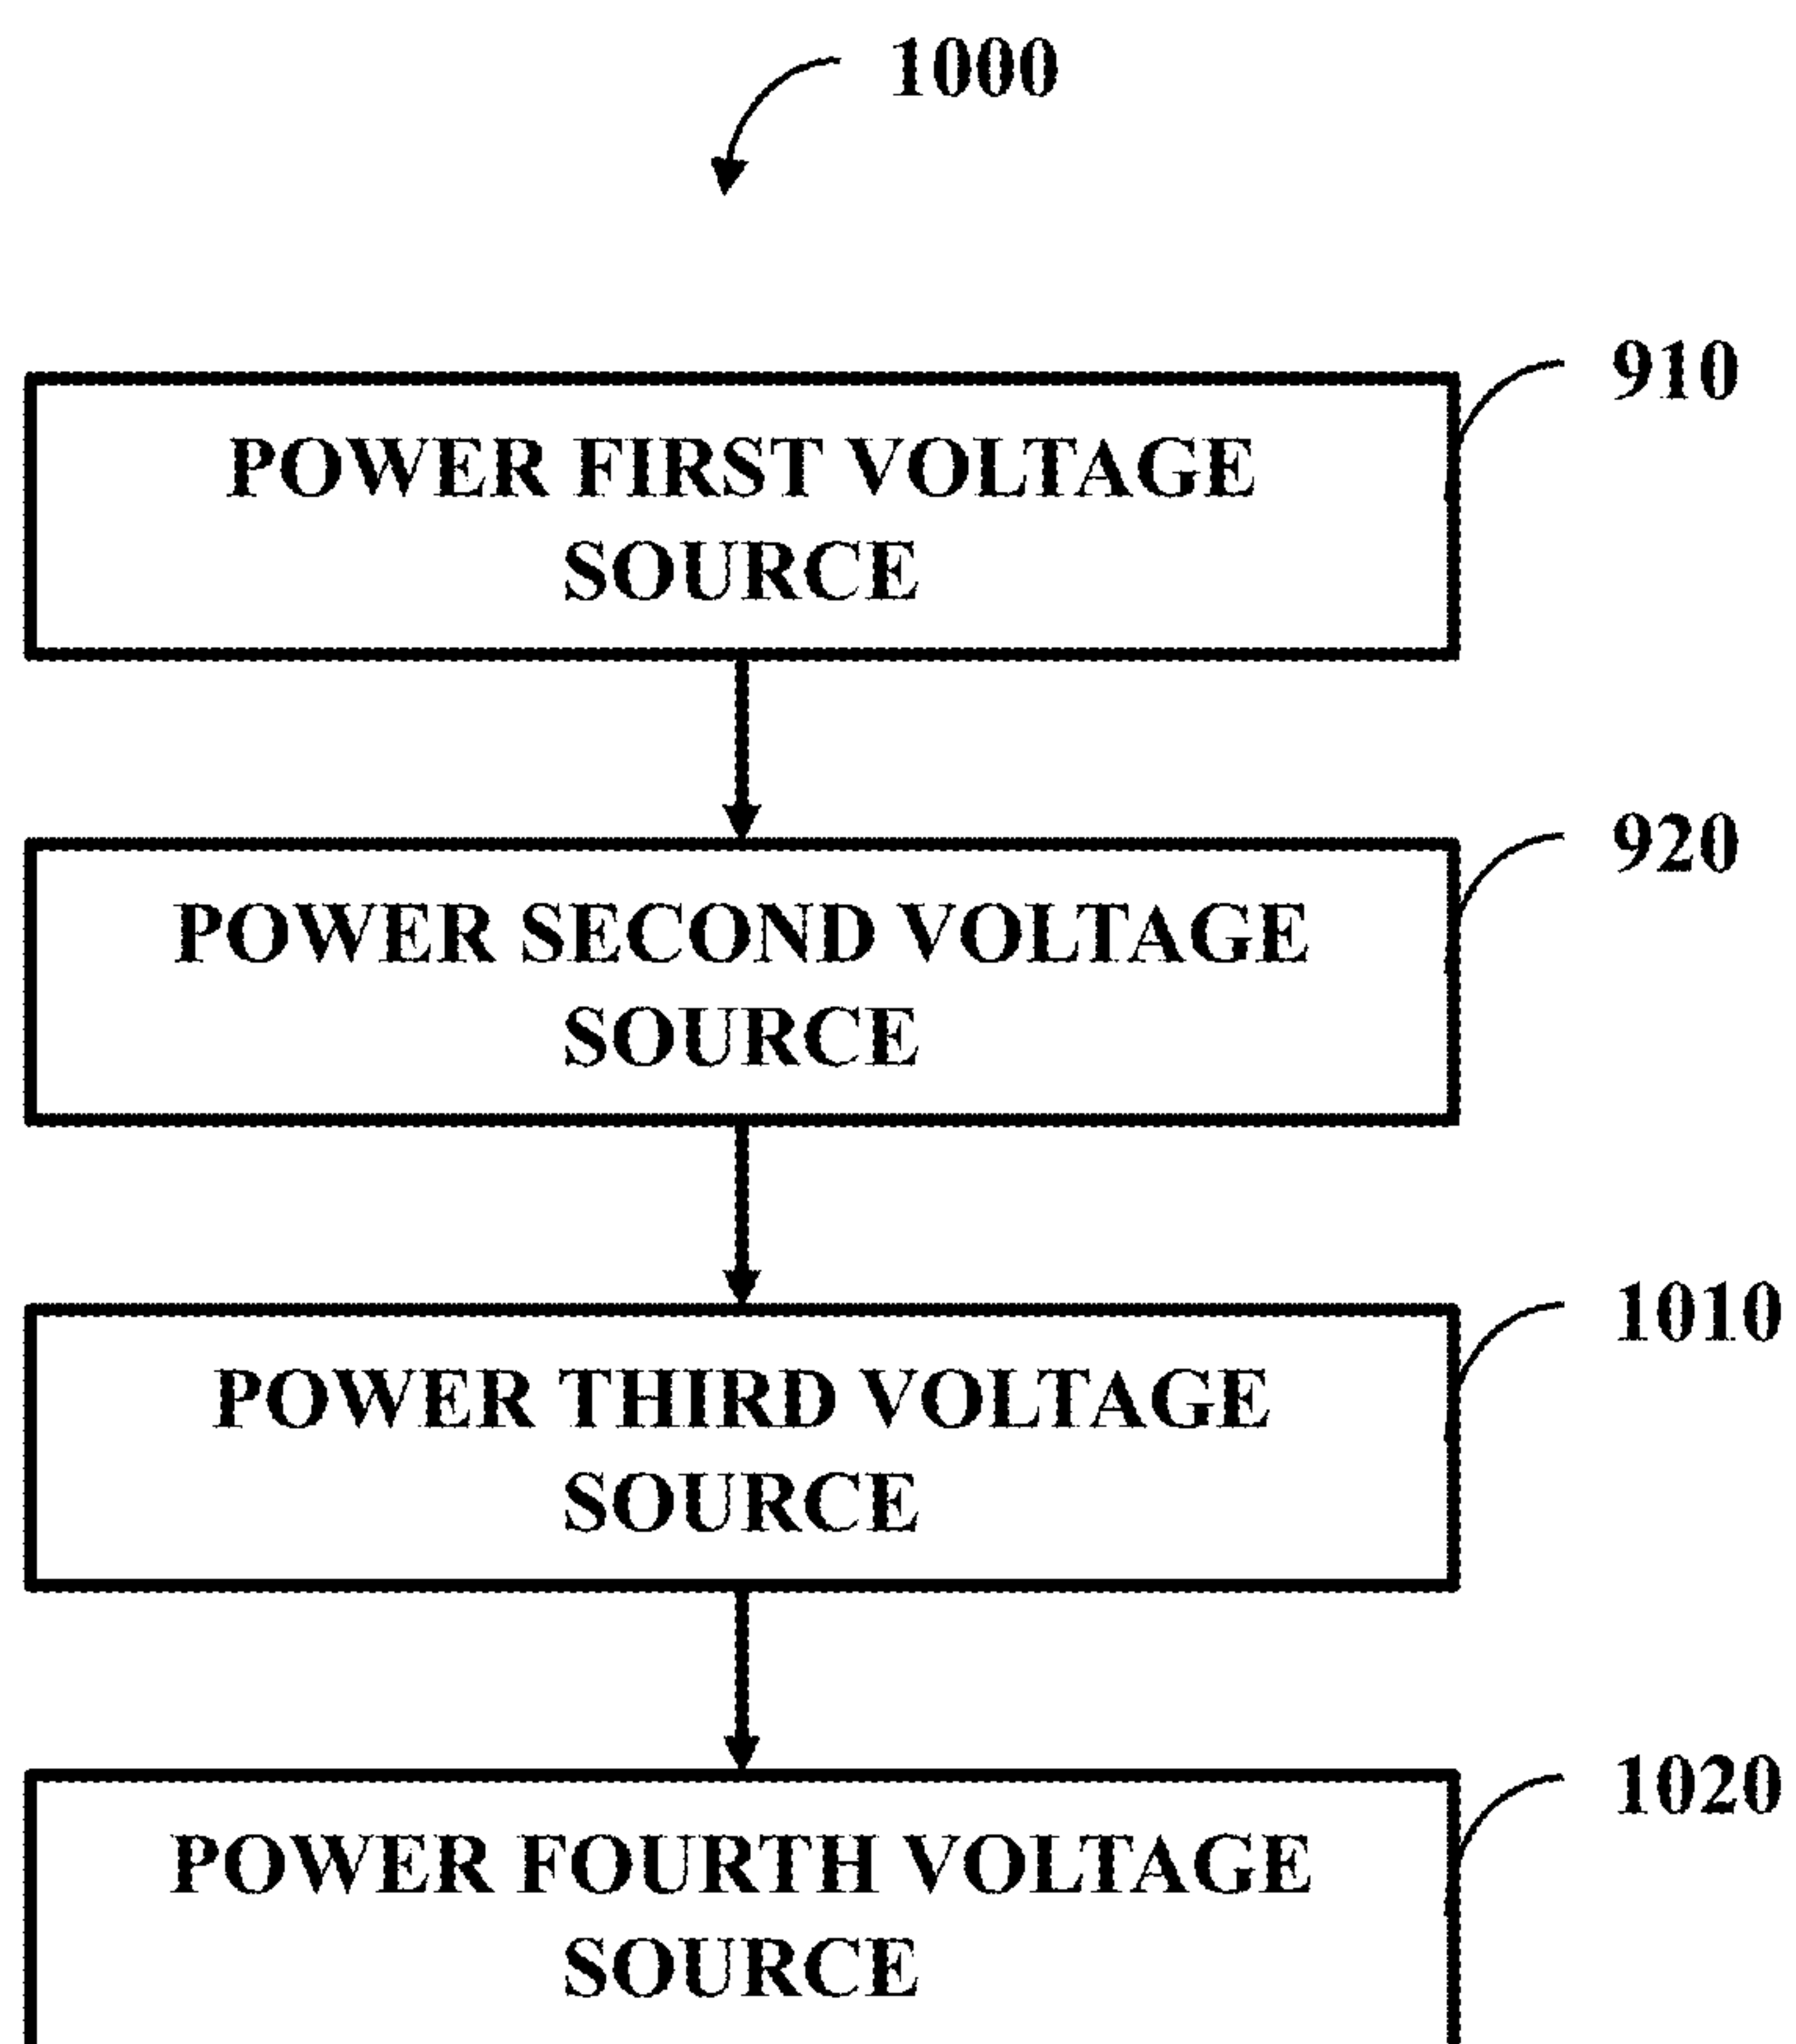 1000
910
POWER FIRST VOLTAGE
SOURCE
920
POWER SECOND VOLTAGE
SOURCE
1010
POWER THIRD VOLTAGE
SOURCE
1020
POWER FOURTH VOLTAGE
SOURCE